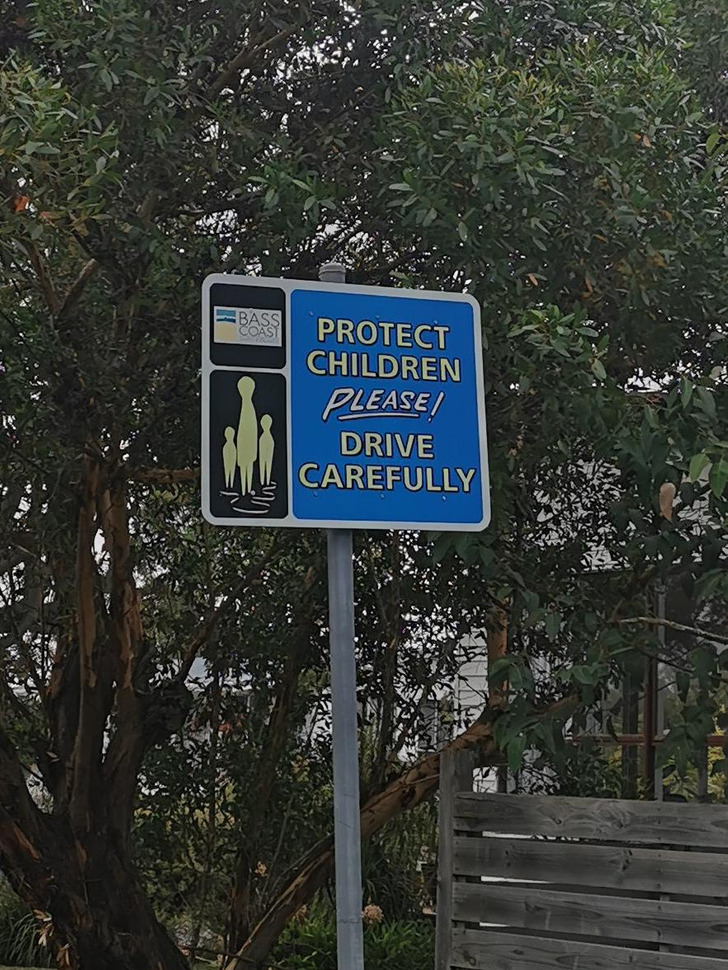 BASS
COAST
PROTECT
CHILDREN
PLEASE!
DRIVE
CAREFULLY